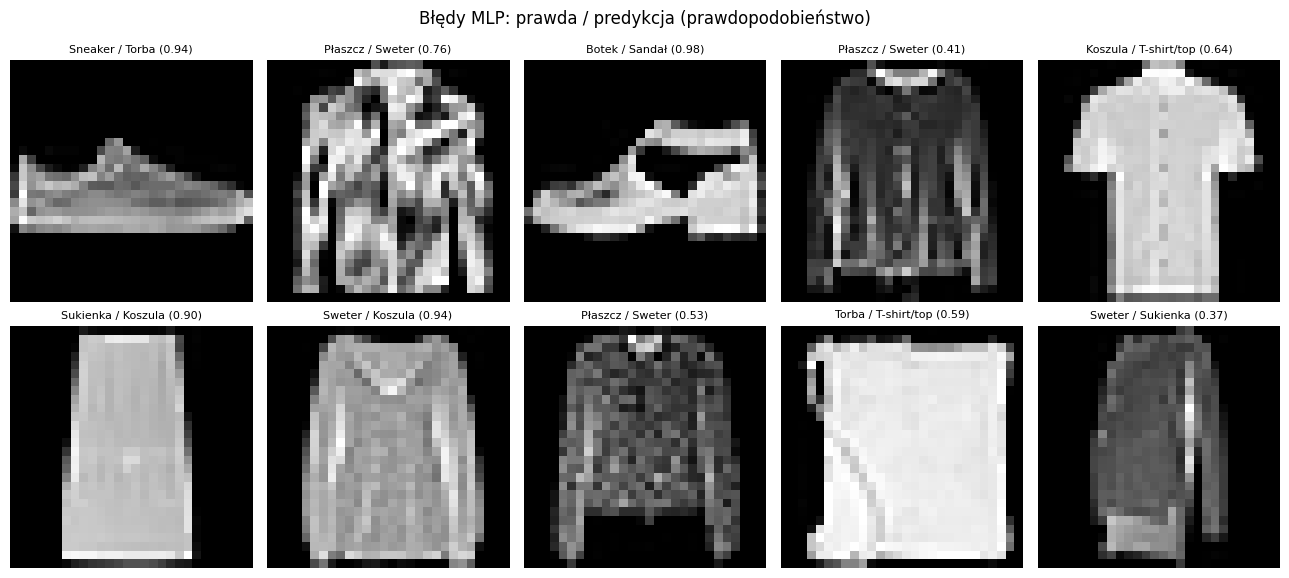 Błędy MLP: prawda / predykcja (prawdopodobieństwo)
Sneaker / Torba (0.94)
Płaszcz / Sweter (0.76)
Botek / Sandał (0.98)
Płaszcz / Sweter (0.41)
Koszula / T-shirt/top (0.64)
Sukienka / Koszula (0.90)
Sweter / Koszula (0.94)
Płaszcz / Sweter (0.53)
Torba / T-shirt/top (0.59)
Sweter / Sukienka (0.37)